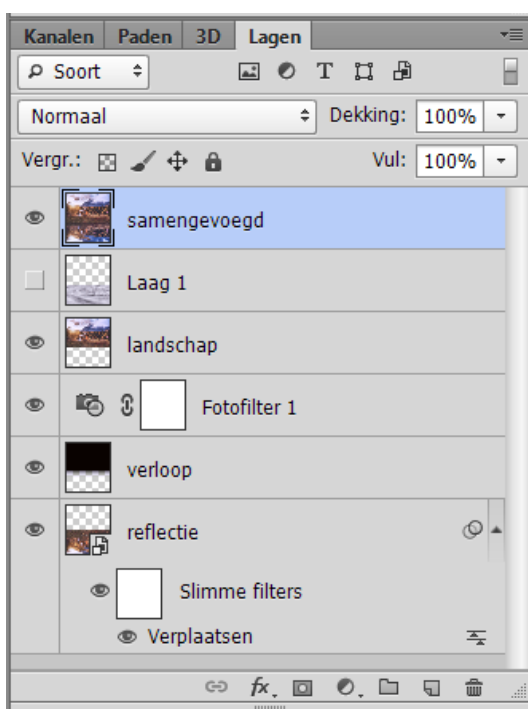 Kanalen Paden 3D Lagen
Soort
Normaal Dekking: 100%
Vergr.: Vul: 100%
samengevoegd
Laag 1
landschap
Fotofilter 1
verloop
reflectie
Slimme filters
Verplaatsen
fx